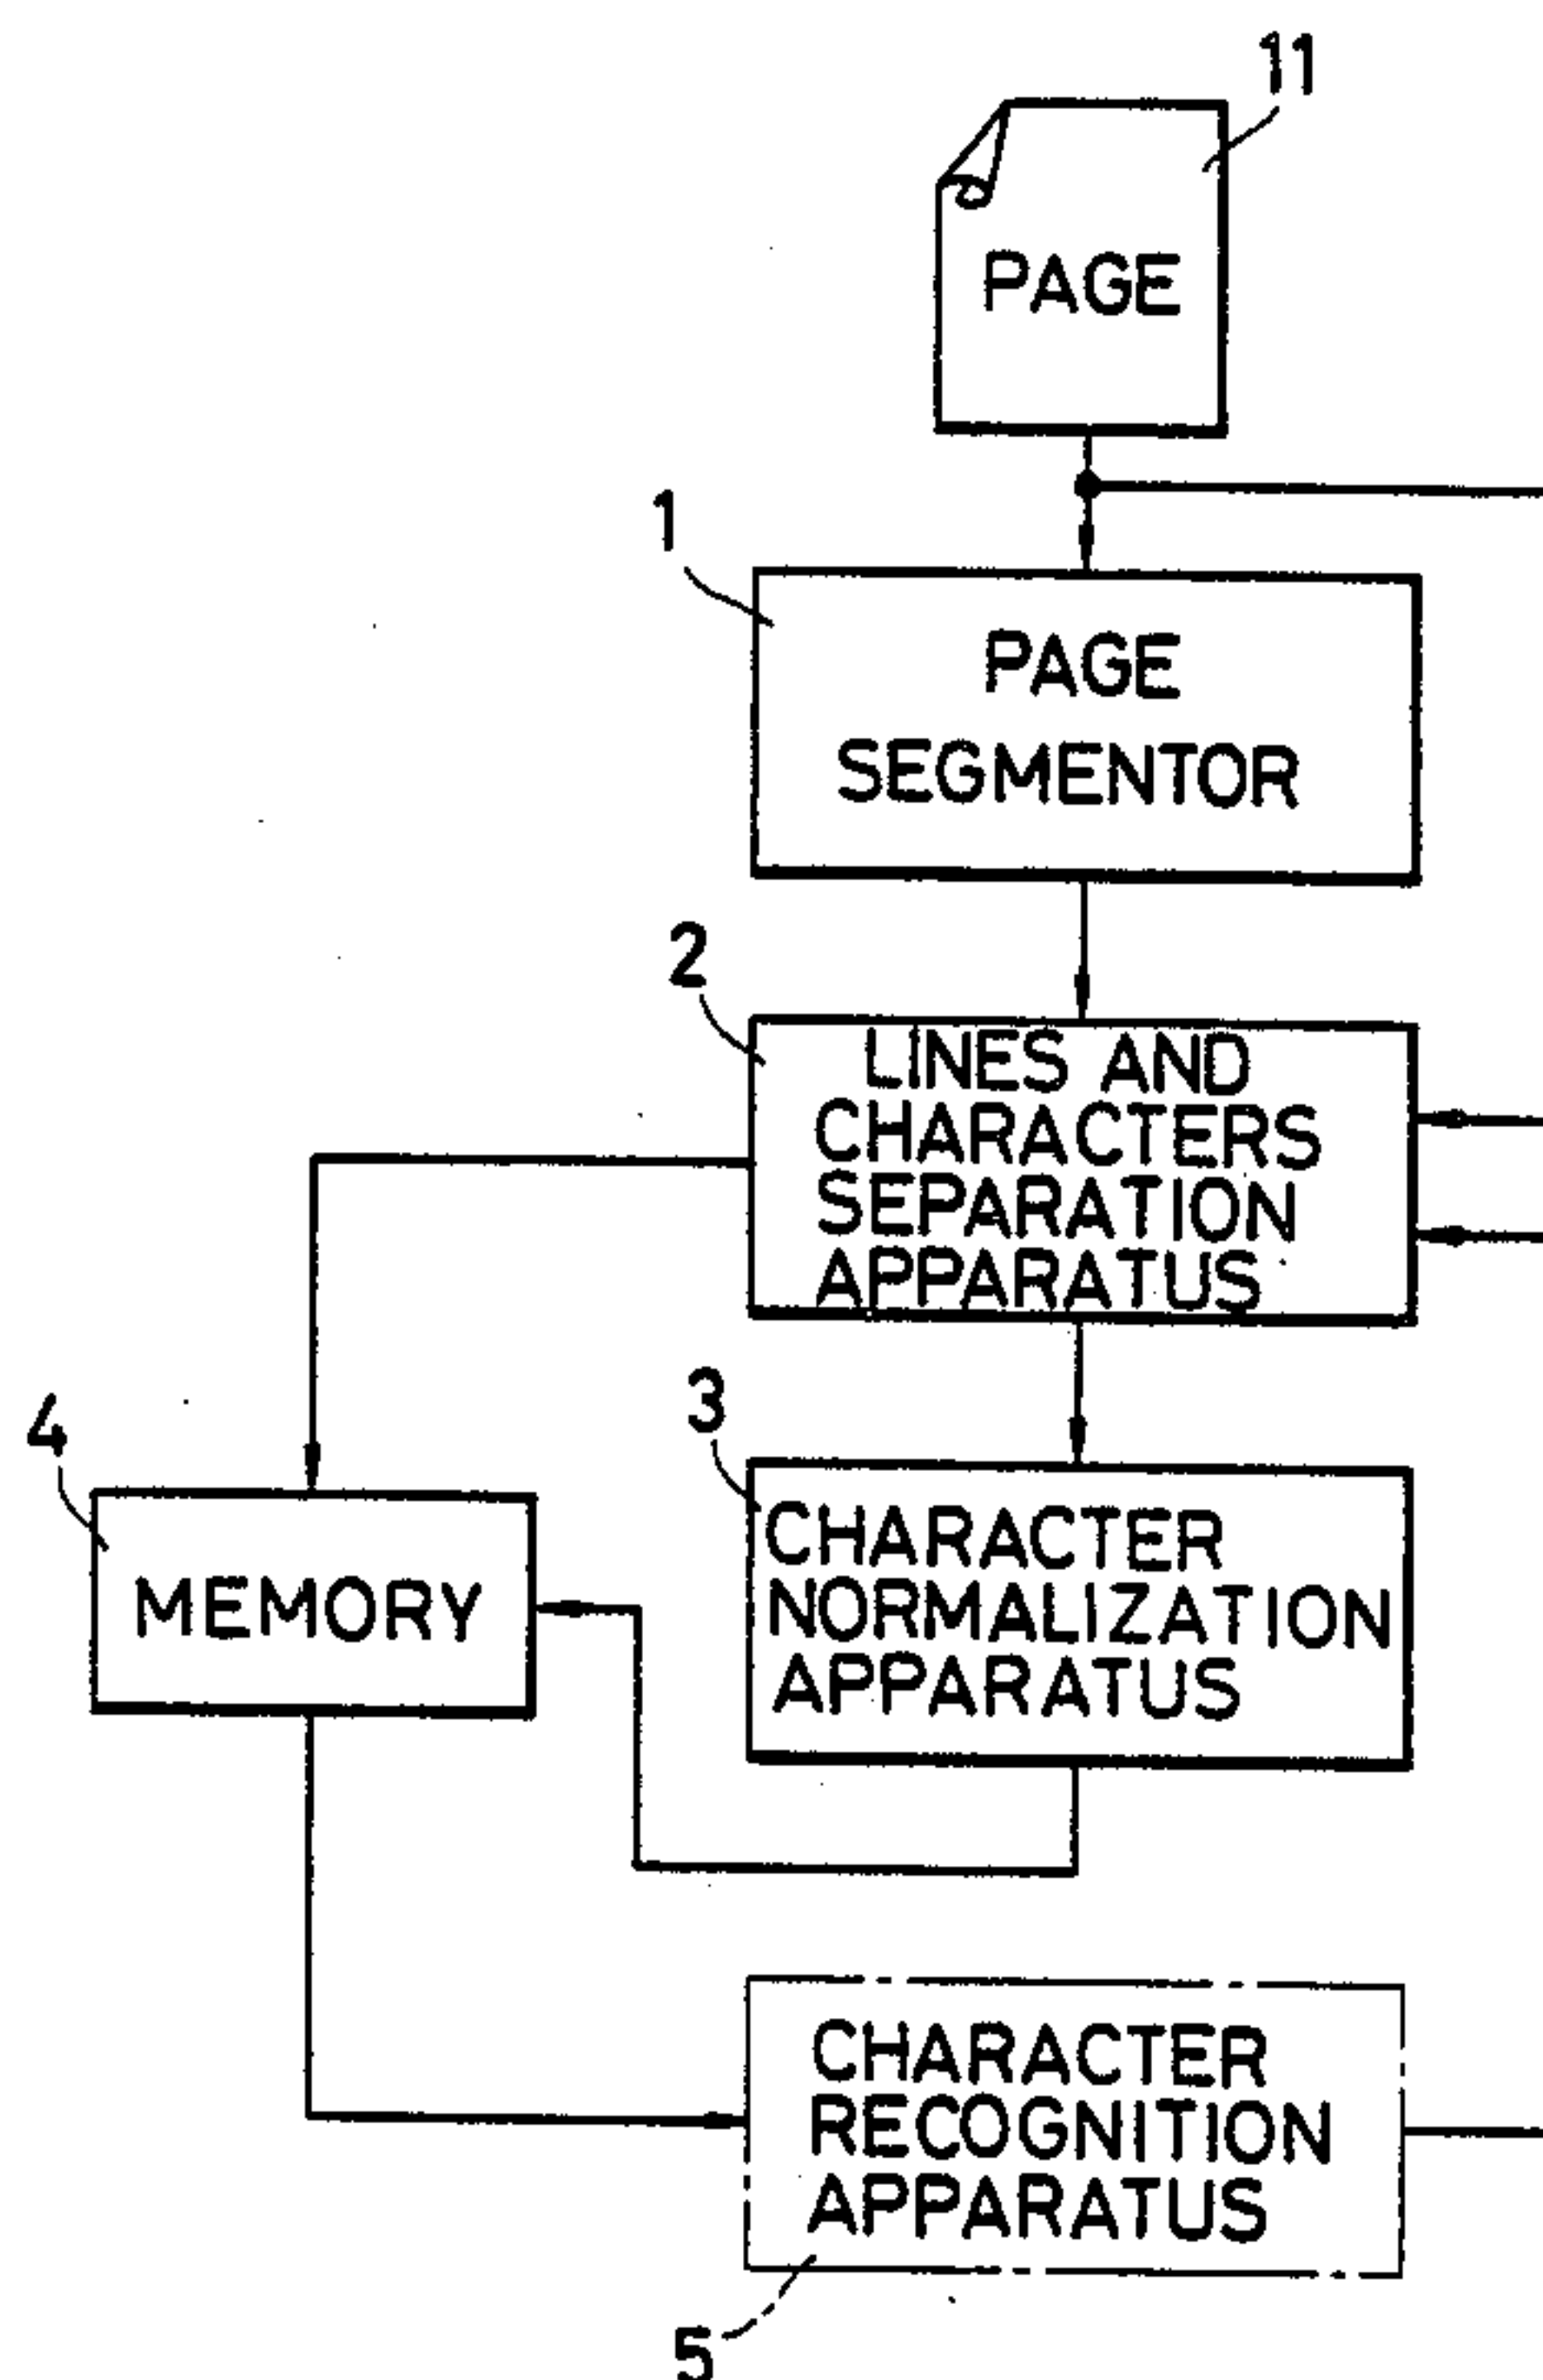 11
PAGE
1
PAGE
SEGMENTOR
2
LINES AND
CHARACTERS
SEPARATION
APPARATUS
3
CHARACTER
NORMALIZATION
APPARATUS
4
MEMORY
CHARACTER
RECOGNITION
APPARATUS
5